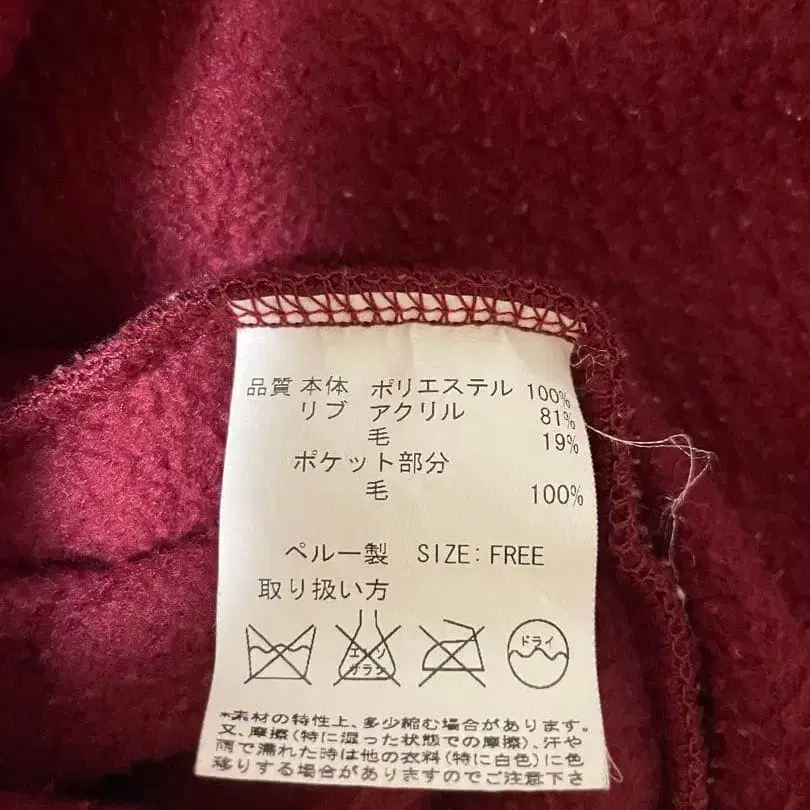 品質 本体 ポリエステル 100%
リブ アクリル 81%
毛 19%
ポケット部分
毛 100%
ペルー製 SIZE: FREE
取り扱い方
エンソ サラシ ドライ
*素材の特性上、多少縮む場合があります。
又、摩擦(特に湿った状態での摩擦)、汗や
雨で濡れた時は他の衣料(特に白色)に色
移りする場合がありますのでご注意下さ